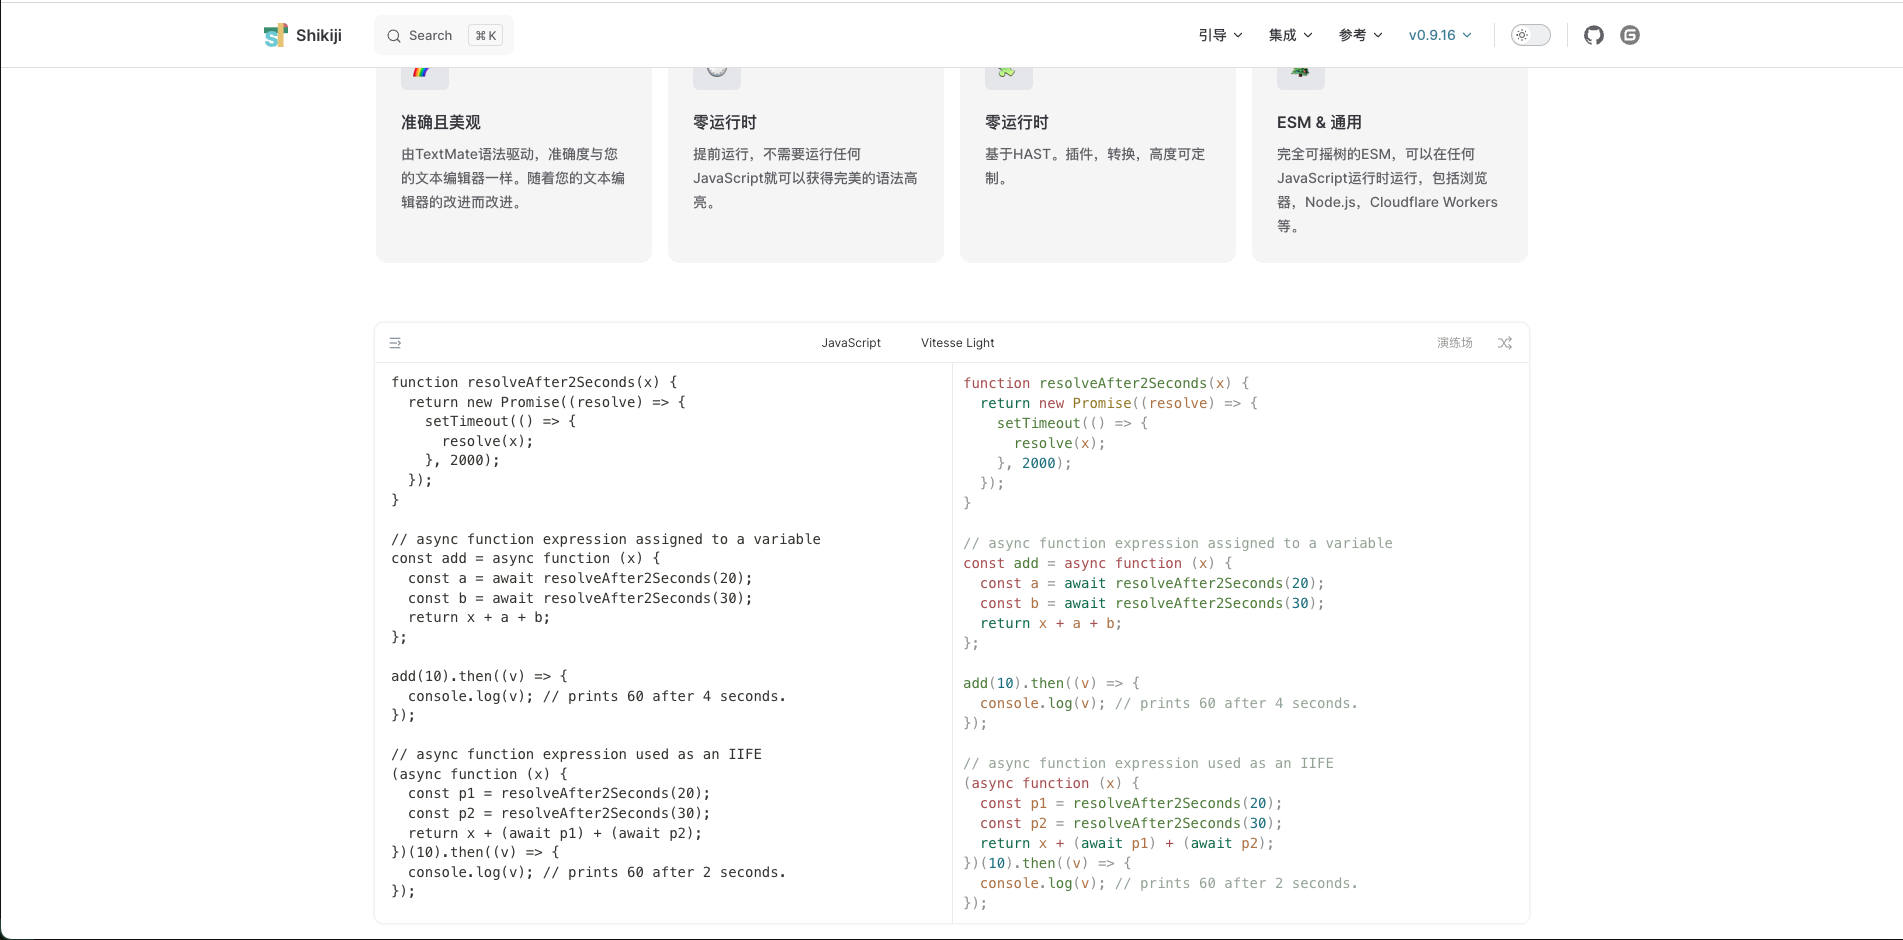 Shikiji
Search
⌘ K
引导
集成
参考
v0.9.16
准确且美观
由TextMate语法驱动，准确度与您
的文本编辑器一样。随着您的文本编
辑器的改进而改进。
零运行时
提前运行，不需要运行任何
JavaScript就可以获得完美的语法高
亮。
零运行时
基于HAST。插件，转换，高度可定
制。
ESM & 通用
完全可摇树的ESM，可以在任何
JavaScript运行时运行，包括浏览
器，Node.js，Cloudflare Workers
等。
JavaScript
Vitesse Light
演练场
function resolveAfter2Seconds(x) {
  return new Promise((resolve) => {
    setTimeout(() => {
      resolve(x);
    }, 2000);
  });
}

// async function expression assigned to a variable
const add = async function (x) {
  const a = await resolveAfter2Seconds(20);
  const b = await resolveAfter2Seconds(30);
  return x + a + b;
};

add(10).then((v) => {
  console.log(v); // prints 60 after 4 seconds.
});

// async function expression used as an IIFE
(async function (x) {
  const p1 = resolveAfter2Seconds(20);
  const p2 = resolveAfter2Seconds(30);
  return x + (await p1) + (await p2);
})(10).then((v) => {
  console.log(v); // prints 60 after 2 seconds.
});
function resolveAfter2Seconds(x) {
  return new Promise((resolve) => {
    setTimeout(() => {
      resolve(x);
    }, 2000);
  });
}

// async function expression assigned to a variable
const add = async function (x) {
  const a = await resolveAfter2Seconds(20);
  const b = await resolveAfter2Seconds(30);
  return x + a + b;
};

add(10).then((v) => {
  console.log(v); // prints 60 after 4 seconds.
});

// async function expression used as an IIFE
(async function (x) {
  const p1 = resolveAfter2Seconds(20);
  const p2 = resolveAfter2Seconds(30);
  return x + (await p1) + (await p2);
})(10).then((v) => {
  console.log(v); // prints 60 after 2 seconds.
});